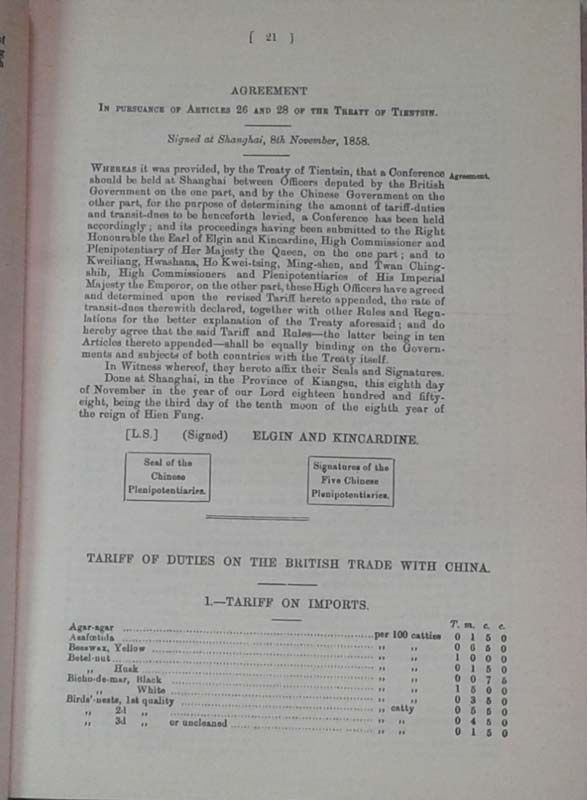 [ 21 ]
AGREEMENT
IN PURSUANCE OF ARTICLES 26 AND 28 OF THE TREATY OF TIENTSIN.
Signed at Shanghai, 8th November, 1858.
WHEREAS it was provided, by the Treaty of Tientsin, that a Conference Agreement.
should be held at Shanghai between Officers deputed by the British
Government on the one part, and by the Chinese Government on the
other part, for the purpose of determining the amount of tariff-duties
and transit-dues to be henceforth levied, a Conference has been held
accordingly; and its proceedings having been submitted to the Right
Honourable the Earl of Elgin and Kincardine, High Commissioner and
Plenipotentiary of Her Majesty the Queen, on the one part; and to
Kweiliang, Hwashana, Ho Kwei-tsing, Ming-shen, and Twan Ching-
shih, High Commissioners and Plenipotentiaries of His Imperial
Majesty the Emperor, on the other part, these High Officers have agreed
and determined upon the revised Tariff hereto appended, the rate of
transit-dues therewith declared, together with other Rules and Regu-
lations for the better explanation of the Treaty aforesaid; and do
hereby agree that the said Tariff and Rules—the latter being in ten
Articles thereto appended—shall be equally binding on the Govern-
ments and subjects of both countries with the Treaty itself.
In Witness whereof, they hereto affix their Seals and Signatures.
Done at Shanghai, in the Province of Kiangsu, this eighth day
of November in the year of our Lord eighteen hundred and fifty-
eight, being the third day of the tenth moon of the eighth year of
the reign of Hien Fung.
[L.S.] (Signed) ELGIN AND KINCARDINE.
Seal of the
Chinese
Plenipotentiaries.
Signatures of the
Five Chinese
Plenipotentiaries.
TARIFF OF DUTIES ON THE BRITISH TRADE WITH CHINA.
1.—TARIFF ON IMPORTS.
T. m. c. c.
Agar-agar ........ per 100 catties 0 1 5 0
Asafœtida ........ „ „ 0 6 5 0
Beeswax, Yellow ........ „ „ 1 0 0 0
Betel-nut ........ „ „ 0 1 5 0
„ Husk ........ „ „ 0 0 7 5
Bicho-de-mar, Black ........ „ „ 1 5 0 0
„ White ........ „ „ 0 3 5 0
Birds'-nests, 1st quality ........ „ catty 0 5 5 0
„ 2d „ ........ „ „ 0 4 5 0
„ 3d „ or uncleaned ........ „ „ 0 1 5 0